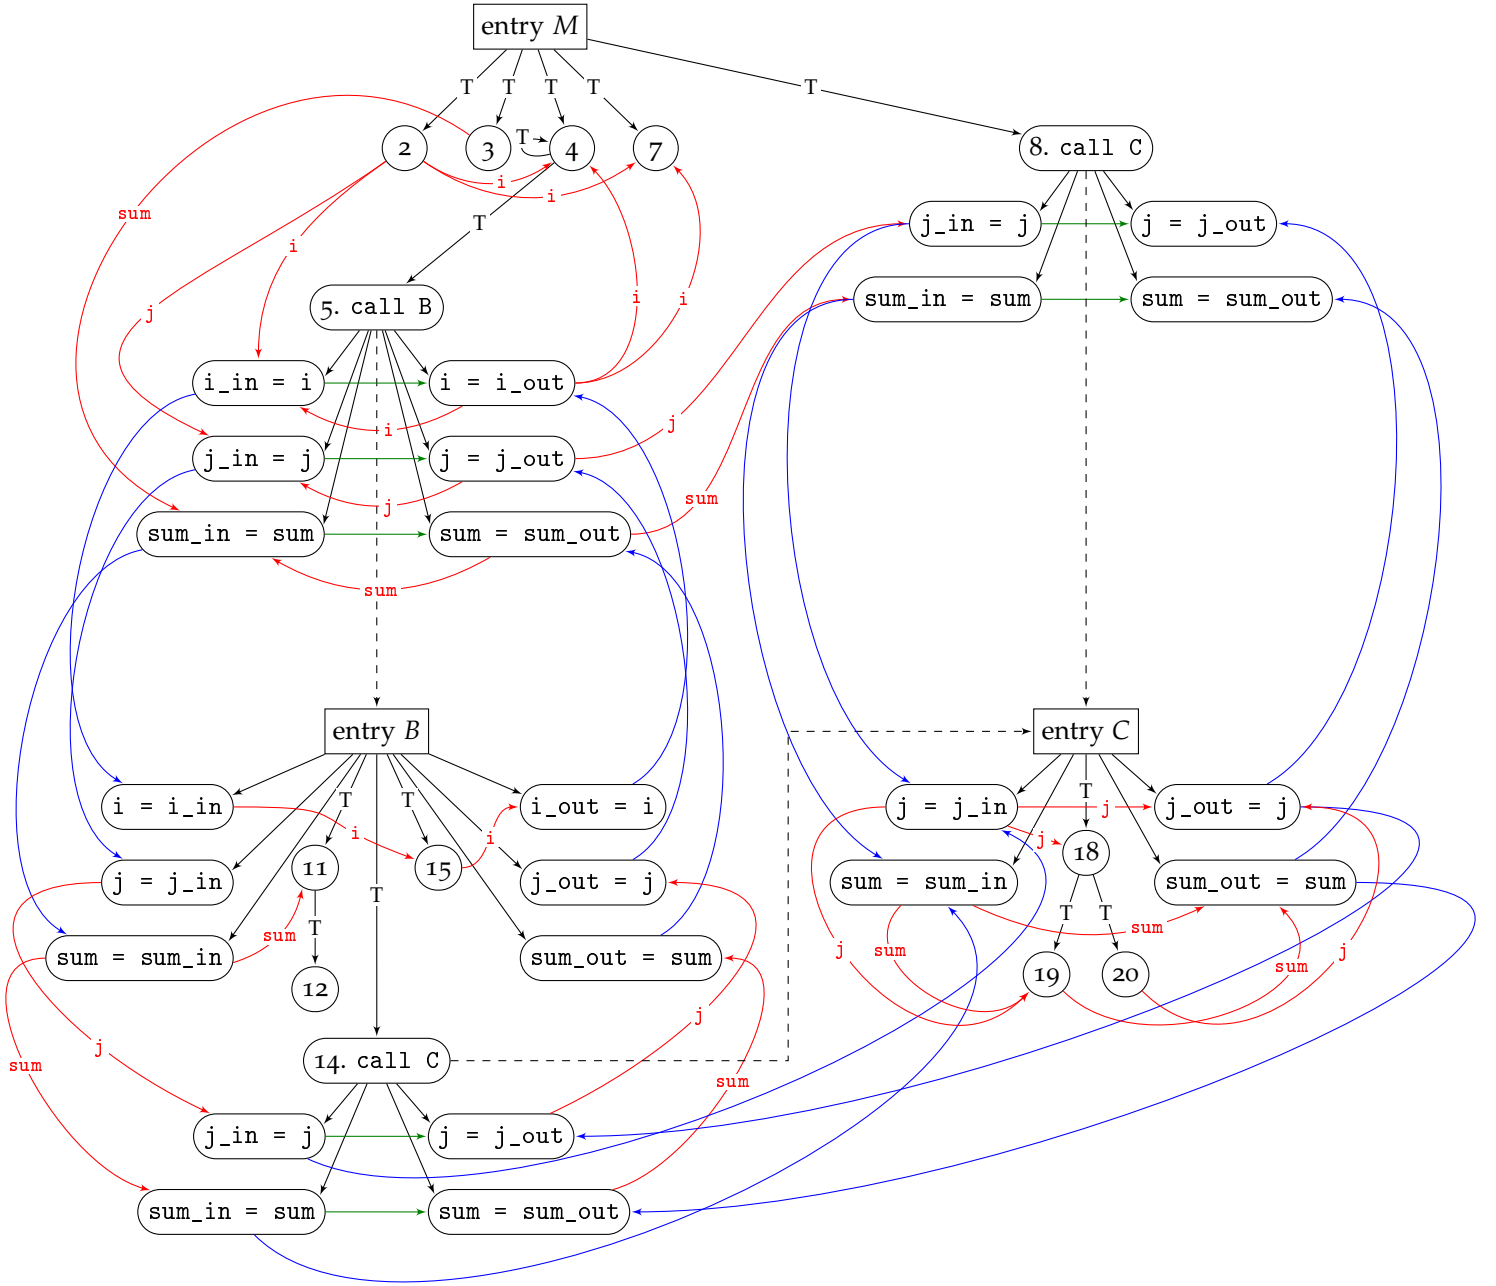 entry M
T T T T T
2 3 T 4 7 8. call C
i i
sum
j_in = j j = j_out
T
i
sum_in = sum sum = sum_out
j
5. call B
i i
i_in = i i = i_out
i
j
j_in = j j = j_out
j
sum
sum_in = sum sum = sum_out
sum
entry B entry C
T T T
i = i_in i_out = i j = j_in j j_out = j
i i j
11 15 18
j = j_in j_out = j sum = sum_in sum_out = sum
T
T T T
sum sum
sum = sum_in sum_out = sum j sum sum j
12 19 20
j j
14. call C
sum sum
j_in = j j = j_out
sum_in = sum sum = sum_out